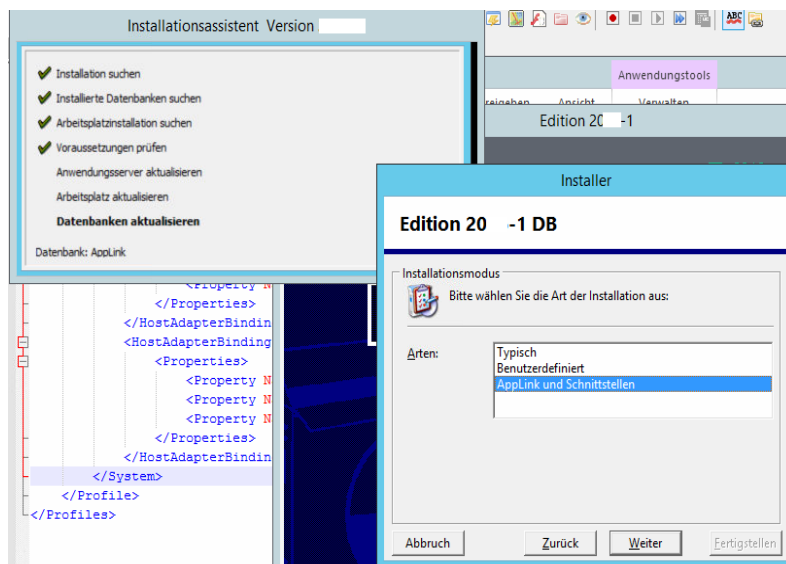 Installationsassistent Version
Installation suchen
Installierte Datenbanken suchen
Arbeitsplatzinstallation suchen
Voraussetzungen prüfen
Anwendungsserver aktualisieren
Arbeitsplatz aktualisieren
Datenbanken aktualisieren
Datenbank: AppLink
ABC
Anwendungstools
Ansicht
Verwalten
Edition 20 -1
Installer
Edition 20 -1 DB
Installationsmodus
Bitte wählen Sie die Art der Installation aus:
Arten:
Typisch
Benutzerdefiniert
AppLink und Schnittstellen
Abbruch
Zurück
Weiter
Fertigstellen
<Property N
</Properties>
</HostAdapterBindin
<HostAdapterBinding
<Properties>
<Property N
<Property N
<Property N
</Properties>
</HostAdapterBindin
</System>
</Profile>
</Profiles>